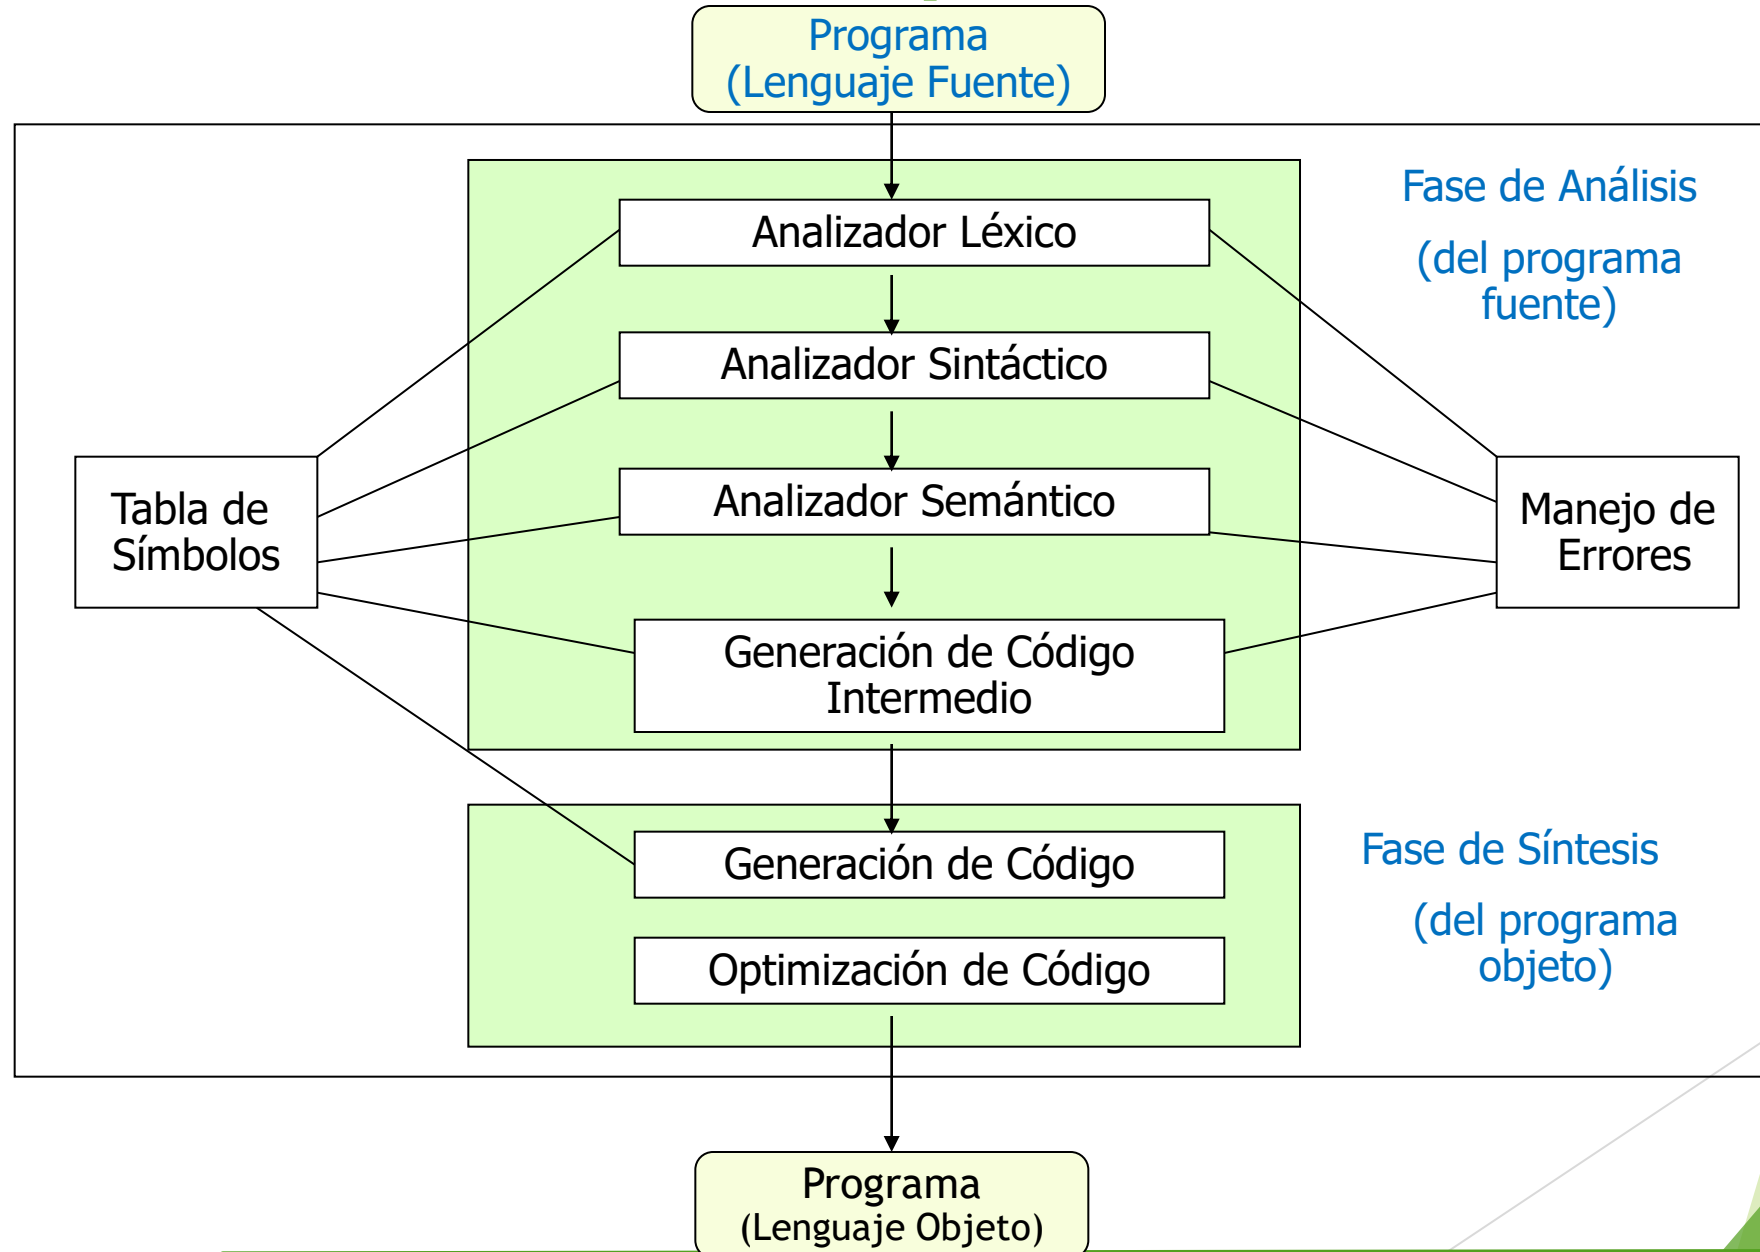 Programa
(Lenguaje Fuente)
Fase de Análisis
(del programa
fuente)
Analizador Léxico
Analizador Sintáctico
Analizador Semántico
Tabla de
Símbolos
Manejo de
Errores
Generación de Código
Intermedio
Fase de Síntesis
(del programa
objeto)
Generación de Código
Optimización de Código
Programa
(Lenguaje Objeto)